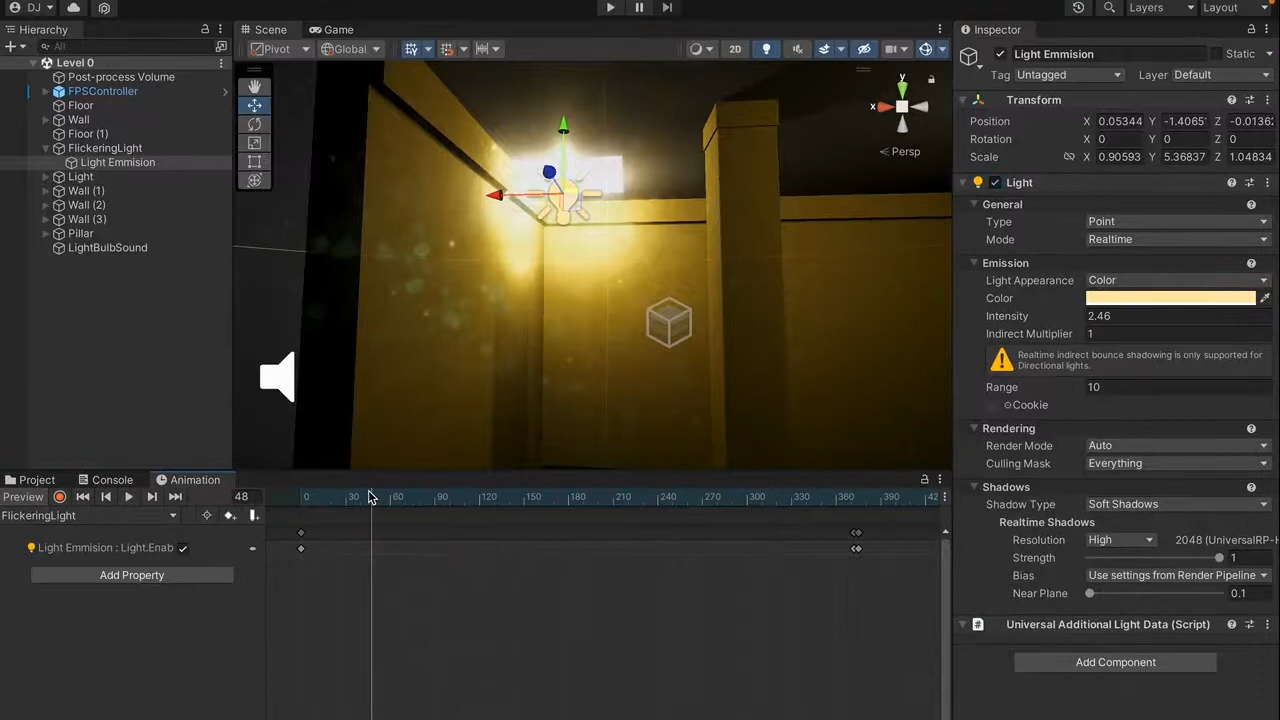 DJ
Layers
Layout
Hierarchy
Scene
Game
Inspector
All
Pivot
Global
2D
Light Emmision
Static
Level 0
Tag
Untagged
Layer
Default
Post-process Volume
FPSController
Floor
Wall
Floor (1)
FlickeringLight
Light Emmision
Light
Wall (1)
Wall (2)
Wall (3)
Pillar
LightBulbSound
y
x
Persp
Transform
Position X 0.05344 Y -1.4065 Z -0.0136
Rotation X 0 Y 0 Z 0
Scale X 0.90593 Y 5.36837 Z 1.04834
Light
General
Type Point
Mode Realtime
Emission
Light Appearance Color
Color
Intensity 2.46
Indirect Multiplier 1
Realtime indirect bounce shadowing is only supported for
Directional lights.
Range 10
Cookie
Rendering
Render Mode Auto
Culling Mask Everything
Shadows
Shadow Type Soft Shadows
Realtime Shadows
Resolution High 2048 (UniversalRP-H
Strength 1
Bias Use settings from Render Pipeline
Near Plane 0.1
Universal Additional Light Data (Script)
Add Component
Project
Console
Animation
Preview
48
0 30 60 90 120 150 180 210 240 270 300 330 360 390 42
FlickeringLight
Light Emmision : Light.Enab
Add Property